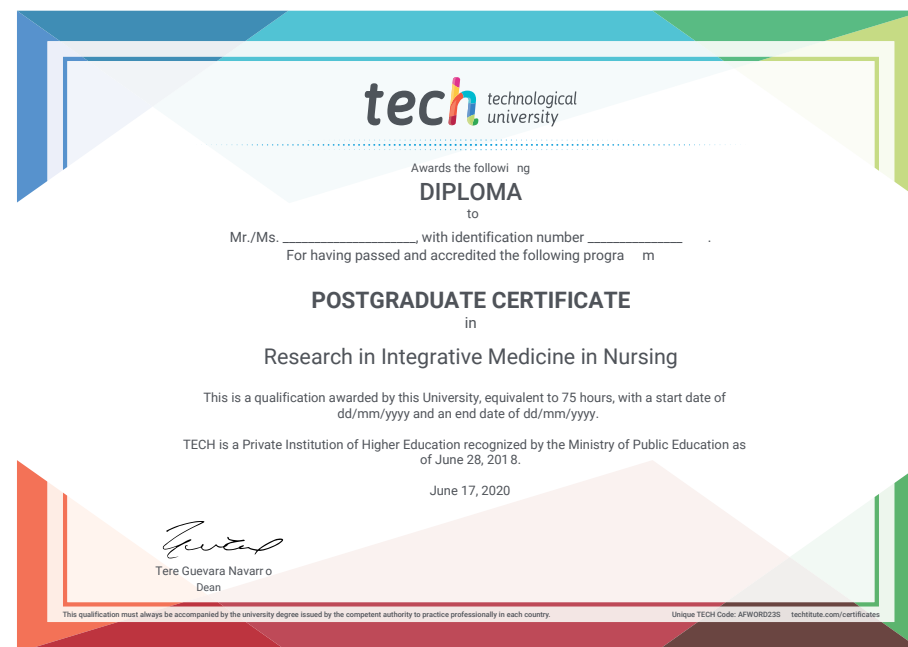 tech technological
university
Awards the followi ng
DIPLOMA
to
Mr./Ms. ___________________, with identification number ______________ .
For having passed and accredited the following progra m
POSTGRADUATE CERTIFICATE
in
Research in Integrative Medicine in Nursing
This is a qualification awarded by this University, equivalent to 75 hours, with a start date of
dd/mm/yyyy and an end date of dd/mm/yyyy.
TECH is a Private Institution of Higher Education recognized by the Ministry of Public Education as
of June 28, 201 8.
June 17, 2020
Tere Guevara Navarr o
Dean
This qualification must always be accompanied by the university degree issued by the competent authority to practice professionally in each country. Unique TECH Code: AFWORD23S techtitute.com/certificates